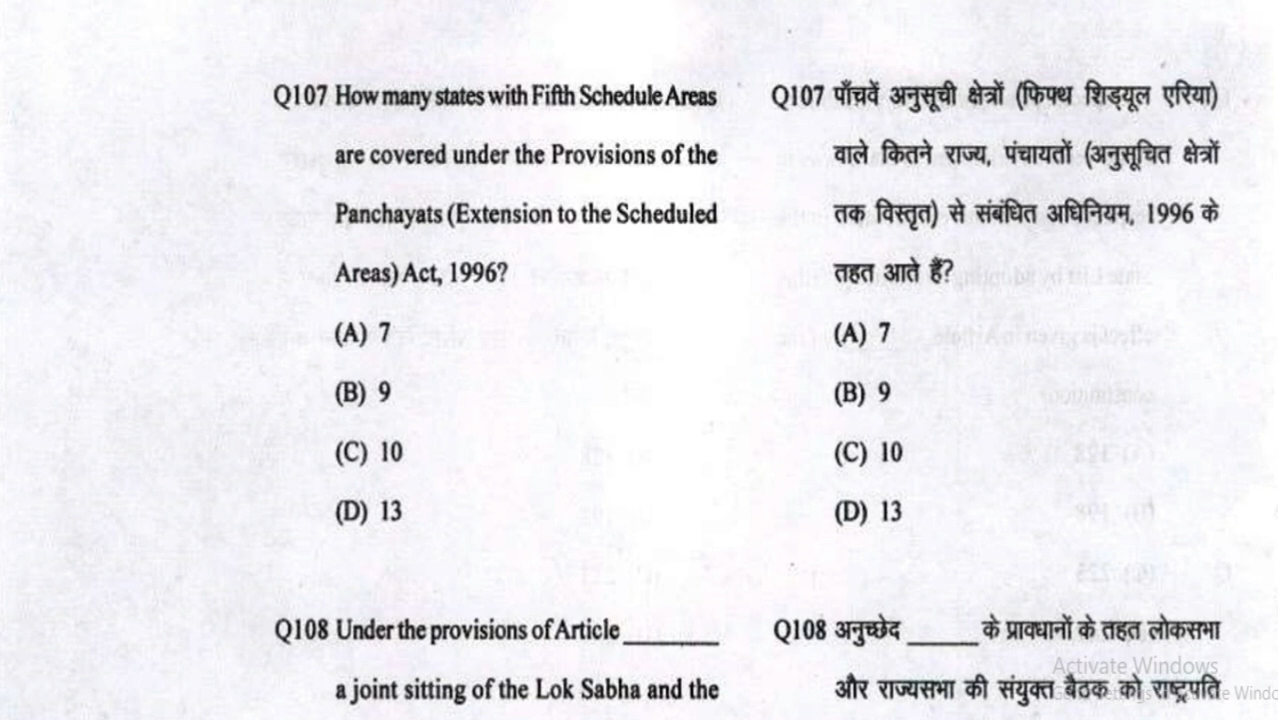 Q107 How many states with Fifth Schedule Areas
are covered under the Provisions of the
Panchayats (Extension to the Scheduled
Areas) Act, 1996?
(A) 7
(B) 9
(C) 10
(D) 13
Q108 Under the provisions of Article ______
a joint sitting of the Lok Sabha and the
Q107 पाँचवें अनुसूची क्षेत्रों (फिफ्थ शिड्यूल एरिया)
वाले कितने राज्य, पंचायतों (अनुसूचित क्षेत्रों
तक विस्तृत) से संबंधित अधिनियम, 1996 के
तहत आते हैं?
(A) 7
(B) 9
(C) 10
(D) 13
Q108 अनुच्छेद ______ के प्रावधानों के तहत लोकसभा
और राज्यसभा की संयुक्त बैठक को राष्ट्रपति
Activate Windows